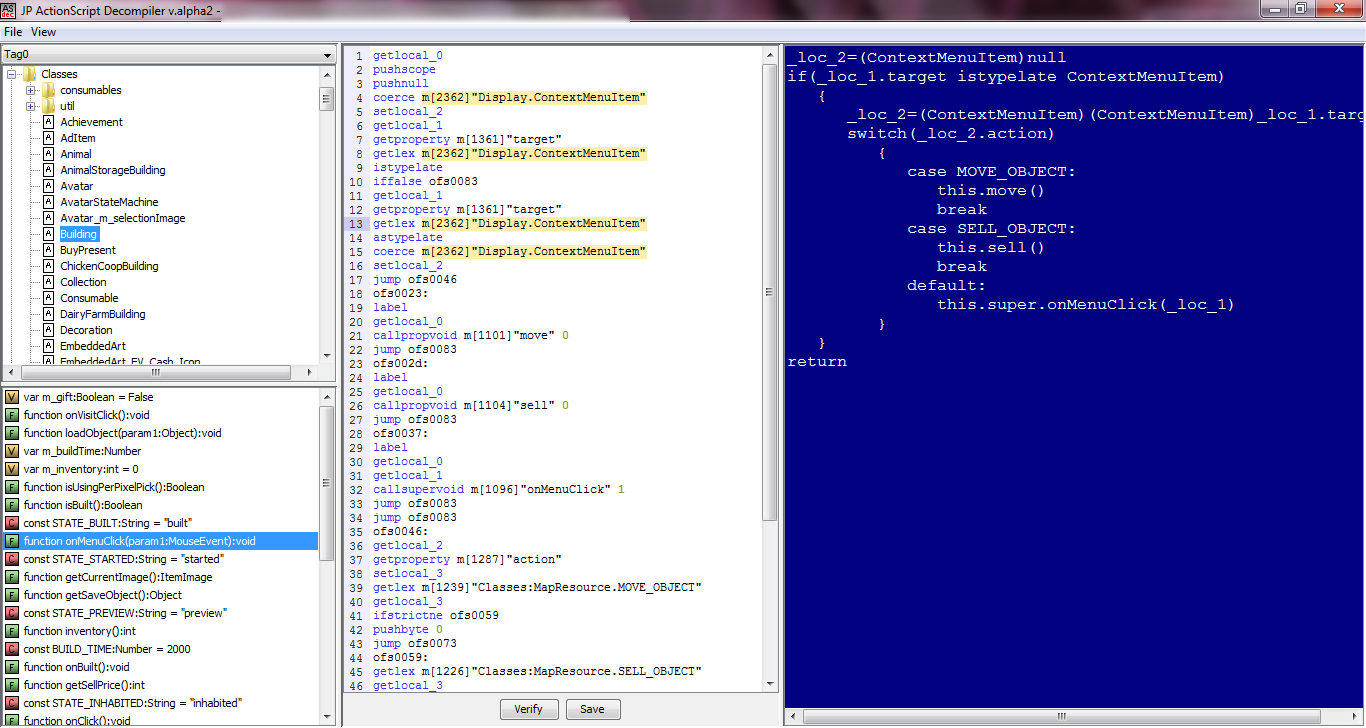 AS dec JP ActionScript Decompiler v.alpha2 -
File View
Tag0
Classes
consumables
util
A Achievement
A AdItem
A Animal
A AnimalStorageBuilding
A Avatar
A AvatarStateMachine
A Avatar_m_selectionImage
A Building
A BuyPresent
A ChickenCoopBuilding
A Collection
A Consumable
A DairyFarmBuilding
A Decoration
A EmbeddedArt
A EmbeddedArt_FV_Cash_Icon
V var m_gift:Boolean = False
F function onVisitClick():void
F function loadObject(param1:Object):void
V var m_buildTime:Number
V var m_inventory:int = 0
F function isUsingPerPixelPick():Boolean
F function isBuilt():Boolean
C const STATE_BUILT:String = "built"
F function onMenuClick(param1:MouseEvent):void
C const STATE_STARTED:String = "started"
F function getCurrentImage():ItemImage
F function getSaveObject():Object
C const STATE_PREVIEW:String = "preview"
F function inventory():int
C const BUILD_TIME:Number = 2000
F function onBuilt():void
F function getSellPrice():int
C const STATE_INHABITED:String = "inhabited"
F function onClick():void
1 getlocal_0
2 pushscope
3 pushnull
4 coerce m[2362]"Display.ContextMenuItem"
5 setlocal_2
6 getlocal_1
7 getproperty m[1361]"target"
8 getlex m[2362]"Display.ContextMenuItem"
9 istypelate
10 iffalse ofs0083
11 getlocal_1
12 getproperty m[1361]"target"
13 getlex m[2362]"Display.ContextMenuItem"
14 astypelate
15 coerce m[2362]"Display.ContextMenuItem"
16 setlocal_2
17 jump ofs0046
18 ofs0023:
19 label
20 getlocal_0
21 callpropvoid m[1101]"move" 0
22 jump ofs0083
23 ofs002d:
24 label
25 getlocal_0
26 callpropvoid m[1104]"sell" 0
27 jump ofs0083
28 ofs0037:
29 label
30 getlocal_0
31 getlocal_1
32 callsupervoid m[1096]"onMenuClick" 1
33 jump ofs0083
34 jump ofs0083
35 ofs0046:
36 getlocal_2
37 getproperty m[1287]"action"
38 setlocal_3
39 getlex m[1239]"Classes:MapResource.MOVE_OBJECT"
40 getlocal_3
41 ifstrictne ofs0059
42 pushbyte 0
43 jump ofs0073
44 ofs0059:
45 getlex m[1226]"Classes:MapResource.SELL_OBJECT"
46 getlocal_3
Verify Save
_loc_2=(ContextMenuItem)null
if(_loc_1.target istypelate ContextMenuItem)
{
_loc_2=(ContextMenuItem)(ContextMenuItem)_loc_1.targ
switch(_loc_2.action)
{
case MOVE_OBJECT:
this.move()
break
case SELL_OBJECT:
this.sell()
break
default:
this.super.onMenuClick(_loc_1)
}
}
return